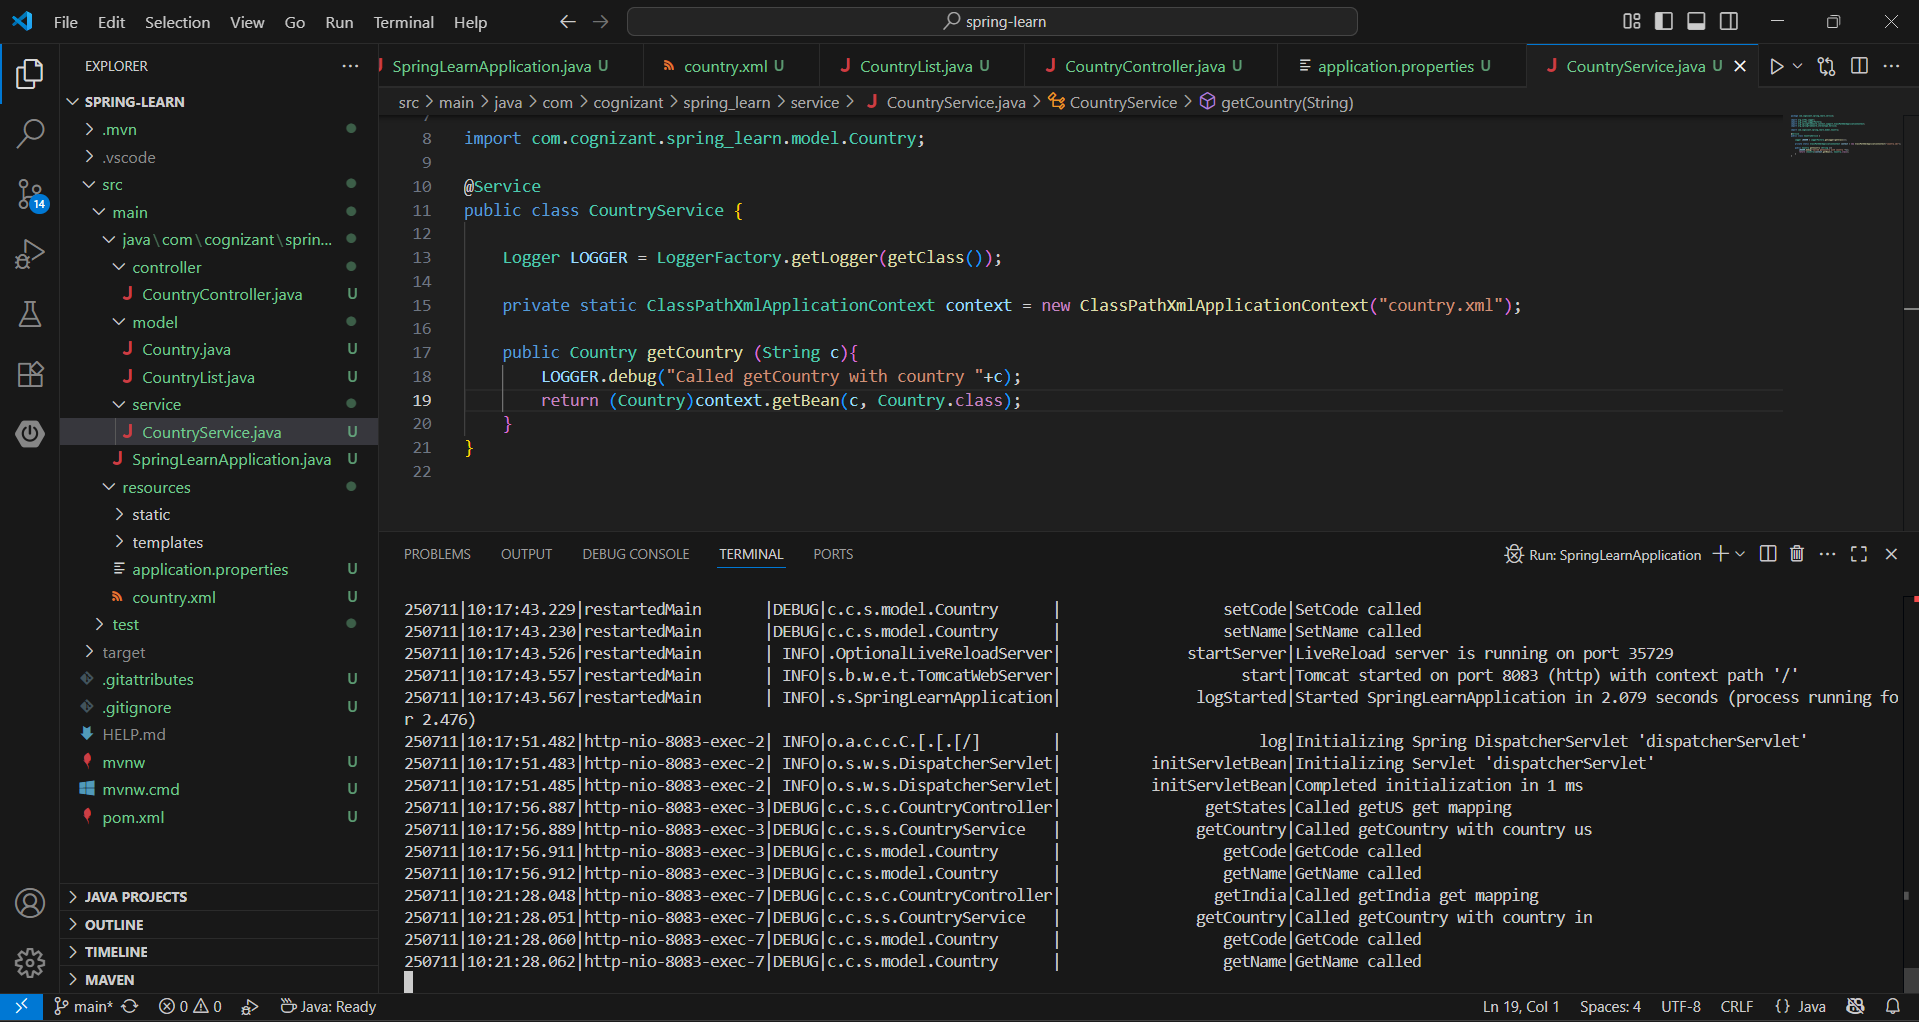 File Edit Selection View Go Run Terminal Help
spring-learn
EXPLORER
SPRING-LEARN
.mvn
.vscode
src
main
java\com\cognizant\sprin...
controller
CountryController.java U
model
Country.java U
CountryList.java U
service
CountryService.java U
SpringLearnApplication.java U
resources
static
templates
application.properties U
country.xml U
test
target
.gitattributes U
.gitignore U
HELP.md
mvnw U
mvnw.cmd U
pom.xml U
JAVA PROJECTS
OUTLINE
TIMELINE
MAVEN
14
SpringLearnApplication.java U country.xml U CountryList.java U CountryController.java U application.properties U CountryService.java U
src > main > java > com > cognizant > spring_learn > service > CountryService.java > CountryService > getCountry(String)
7
8 import com.cognizant.spring_learn.model.Country;
9
10 @Service
11 public class CountryService {
12
13 Logger LOGGER = LoggerFactory.getLogger(getClass());
14
15 private static ClassPathXmlApplicationContext context = new ClassPathXmlApplicationContext("country.xml");
16
17 public Country getCountry (String c){
18 LOGGER.debug("Called getCountry with country "+c);
19 return (Country)context.getBean(c, Country.class);
20 }
21 }
22
PROBLEMS OUTPUT DEBUG CONSOLE TERMINAL PORTS
Run: SpringLearnApplication
250711|10:17:43.229|restartedMain |DEBUG|c.c.s.model.Country | setCode|SetCode called
250711|10:17:43.230|restartedMain |DEBUG|c.c.s.model.Country | setName|SetName called
250711|10:17:43.526|restartedMain | INFO|.OptionalLiveReloadServer| startServer|LiveReload server is running on port 35729
250711|10:17:43.557|restartedMain | INFO|s.b.w.e.t.TomcatWebServer| start|Tomcat started on port 8083 (http) with context path '/'
250711|10:17:43.567|restartedMain | INFO|.s.SpringLearnApplication| logStarted|Started SpringLearnApplication in 2.079 seconds (process running fo
r 2.476)
250711|10:17:51.482|http-nio-8083-exec-2| INFO|o.a.c.c.C.[.[.[/] | log|Initializing Spring DispatcherServlet 'dispatcherServlet'
250711|10:17:51.483|http-nio-8083-exec-2| INFO|o.s.w.s.DispatcherServlet| initServletBean|Initializing Servlet 'dispatcherServlet'
250711|10:17:51.485|http-nio-8083-exec-2| INFO|o.s.w.s.DispatcherServlet| initServletBean|Completed initialization in 1 ms
250711|10:17:56.887|http-nio-8083-exec-3|DEBUG|c.c.s.c.CountryController| getStates|Called getUS get mapping
250711|10:17:56.889|http-nio-8083-exec-3|DEBUG|c.c.s.s.CountryService | getCountry|Called getCountry with country us
250711|10:17:56.911|http-nio-8083-exec-3|DEBUG|c.c.s.model.Country | getCode|GetCode called
250711|10:17:56.912|http-nio-8083-exec-3|DEBUG|c.c.s.model.Country | getName|GetName called
250711|10:21:28.048|http-nio-8083-exec-7|DEBUG|c.c.s.c.CountryController| getIndia|Called getIndia get mapping
250711|10:21:28.051|http-nio-8083-exec-7|DEBUG|c.c.s.s.CountryService | getCountry|Called getCountry with country in
250711|10:21:28.060|http-nio-8083-exec-7|DEBUG|c.c.s.model.Country | getCode|GetCode called
250711|10:21:28.062|http-nio-8083-exec-7|DEBUG|c.c.s.model.Country | getName|GetName called
main* 0 0 Java: Ready
Ln 19, Col 1 Spaces: 4 UTF-8 CRLF {} Java